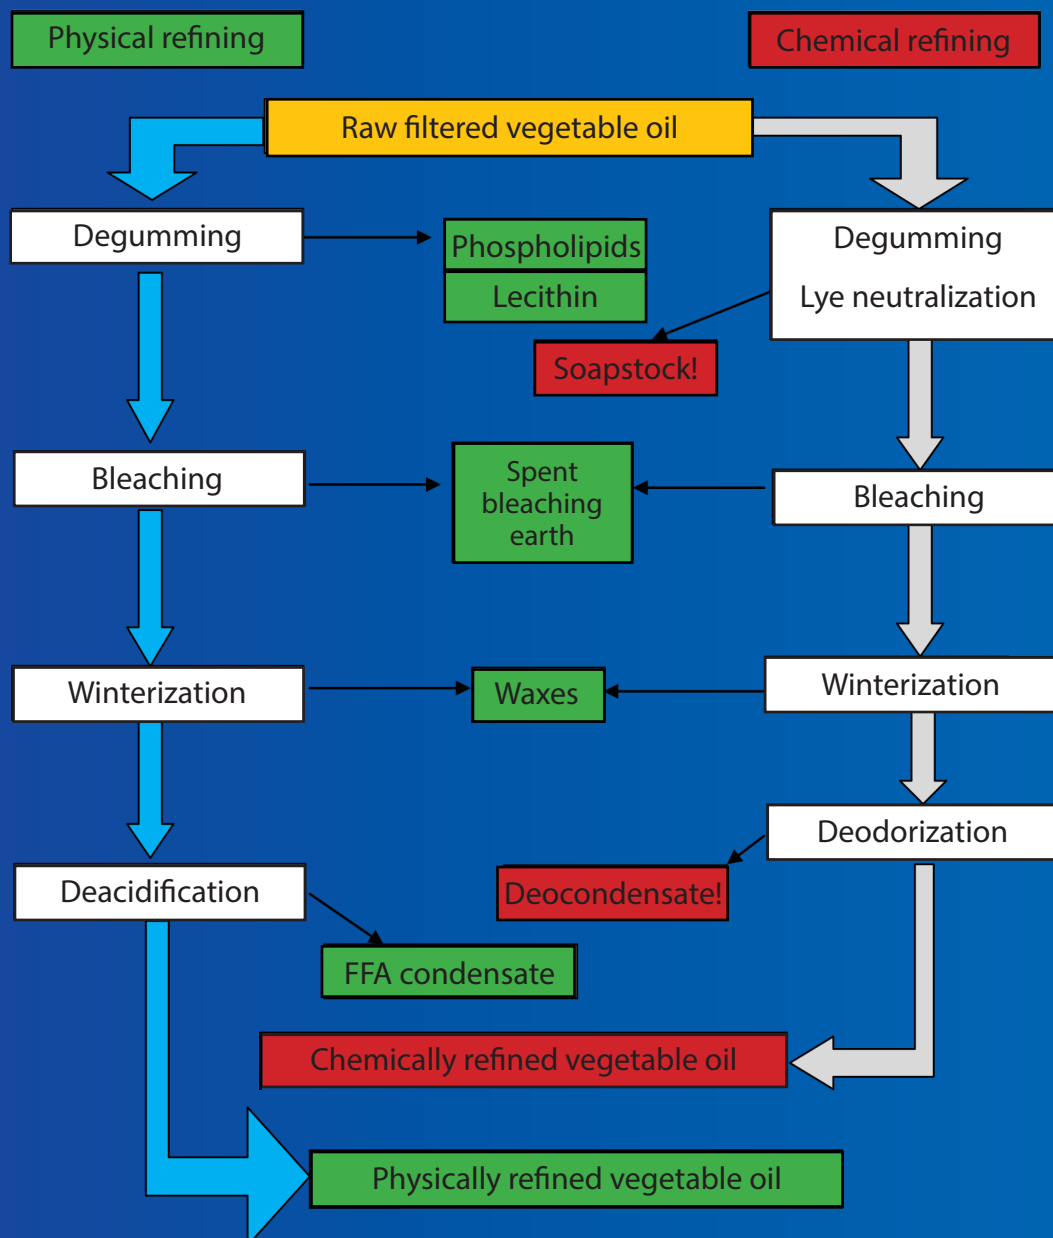 Physical refining
Chemical refining
Raw filtered vegetable oil
Degumming
Phospholipids
Lecithin
Degumming
Lye neutralization
Soapstock!
Bleaching
Spent
bleaching
earth
Bleaching
Winterization
Waxes
Winterization
Deodorization
Deacidification
Deocondensate!
FFA condensate
Chemically refined vegetable oil
Physically refined vegetable oil